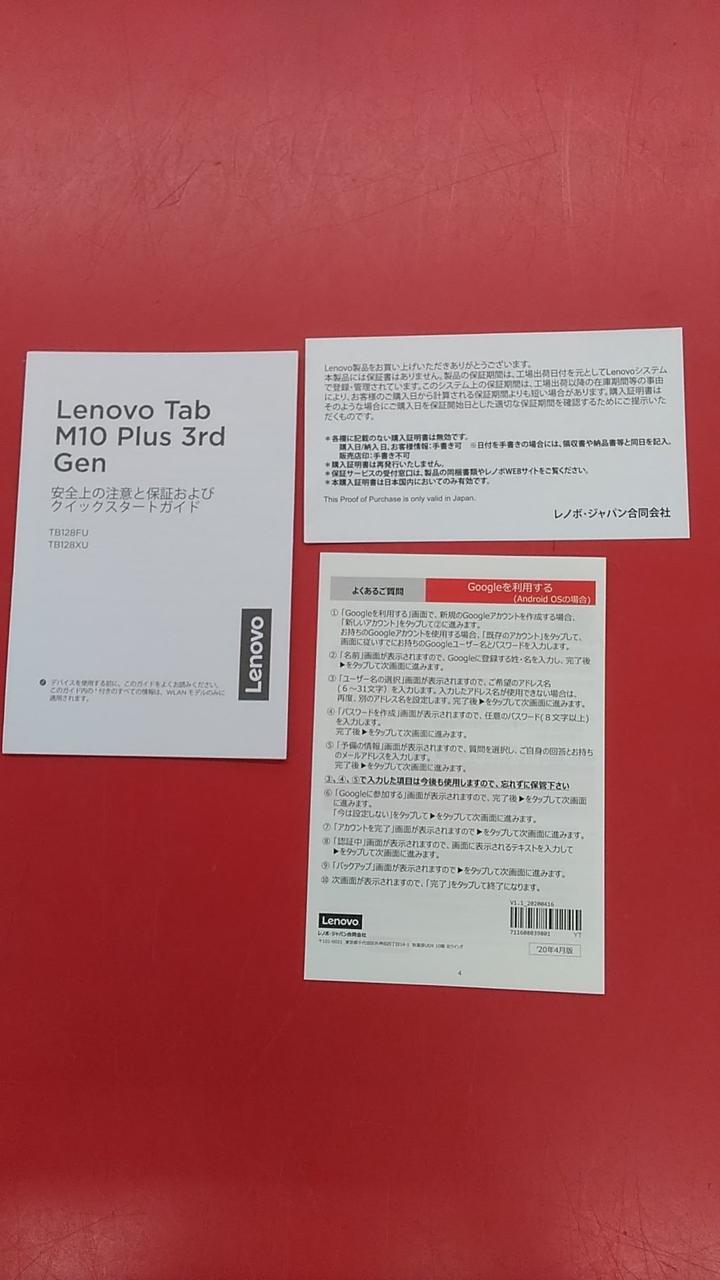 Lenovo Tab
M10 Plus 3rd
Gen
安全上の注意と保証および
クイックスタートガイド
TB128FU
TB128XU
Lenovo
デバイスを使用する前に、このガイドをよくお読みください。
このガイド内の * 付きのすべての情報は、WLAN モデルのみに
適用されます。
Lenovo製品をお買い上げいただきありがとうございます。
本製品には保証書はありません。製品の保証期間は、工場出荷日付を元としてLenovoシステム
で登録・管理されています。このシステム上の保証期間は、工場出荷以降の在庫期間等の事由
により、お客様のご購入日から計算される保証期間よりも短い場合があります。購入証明書は
そのような場合にご購入日を保証開始日とした適切な保証期間を確認するためにご提示いた
だくものです。
*各種に記載のない購入証明書は無効です。
購入日/納入日、お客様情報:手書き可 ※日付を手書きの場合には、領収書や納品書等と同日を記入。
販売店印:手書き不可
*購入証明書は再発行いたしません。
*保証サービスの受付窓口は、製品の同梱書類やレノボWEBサイトをご覧ください。
*本購入証明書は日本国内においてのみ有効です。
This Proof of Purchase is only valid in Japan.
レノボ・ジャパン合同会社
よくあるご質問
Googleを利用する
(Android OSの場合)
① 「Googleを利用する」画面で、新規のGoogleアカウントを作成する場合、
「新しいアカウント」をタップして②に進みます。
お持ちのGoogleアカウントを使用する場合、「既存のアカウント」をタップして、
画面に従いすでにお持ちのGoogleユーザー名とパスワードを入力します。
② 「名前」画面が表示されますので、Googleに登録する姓・名を入力し、完了後
▶をタップして次画面に進みます。
③ 「ユーザー名の選択」画面が表示されますので、ご希望のアドレス名
(6~31文字) を入力します。入力したアドレス名が使用できない場合は、
再度、別のアドレス名を設定します。完了後▶をタップして次画面に進みます。
④ 「パスワードを作成」画面が表示されますので、任意のパスワード(8文字以上)
を入力します。
完了後▶をタップして次画面に進みます。
⑤ 「予備の情報」画面が表示されますので、質問を選択し、ご自身の回答とお持ち
のメールアドレスを入力します。
完了後▶をタップして次画面に進みます。
③、④、⑤で入力した項目は今後も使用しますので、忘れずに保管下さい
⑥ 「Googleに参加する」画面が表示されますので、完了後▶をタップして次画面
に進みます。
「今は設定しない」をタップして▶をタップして次画面に進みます。
⑦ 「アカウントを完了」画面が表示されますので▶をタップして次画面に進みます。
⑧ 「認証中」画面が表示されますので、画面に表示されるテキストを入力して
▶をタップして次画面に進みます。
⑨ 「バックアップ」画面が表示されますので▶をタップして次画面に進みます。
⑩ 次画面が表示されますので、「完了」をタップして終了になります。
V1.1_20200416
Lenovo
レノボ・ジャパン合同会社
〒101-0021 東京都千代田区外神田四丁目14-1 秋葉原UDX 10階 北ウイング
711608039801 YT
'20年4月版
4